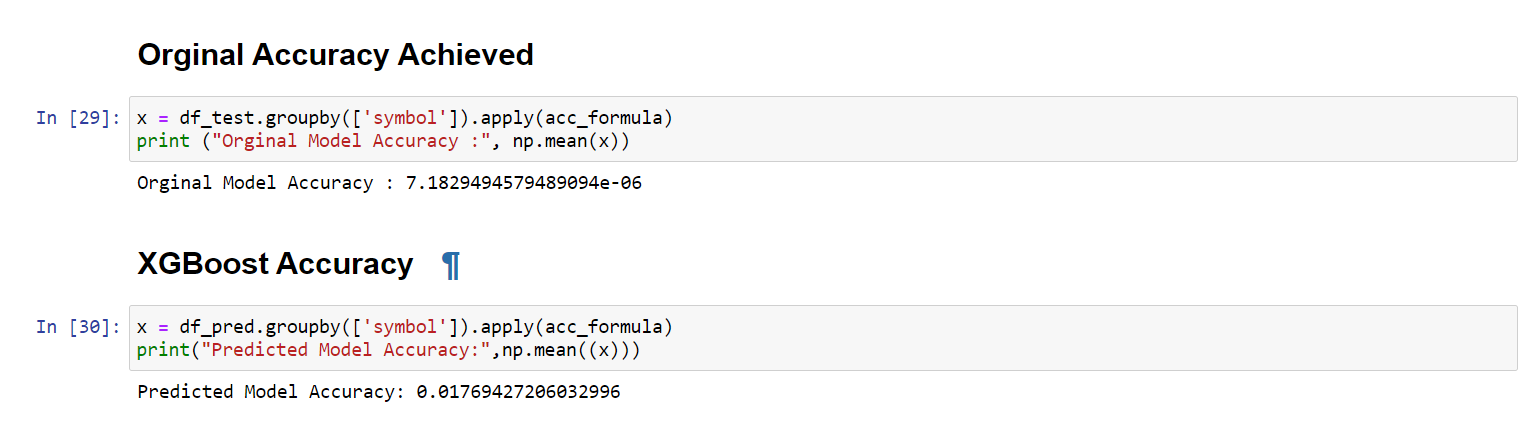 Orginal Accuracy Achieved
In [29]: x = df_test.groupby(['symbol']).apply(acc_formula)
print ("Orginal Model Accuracy :", np.mean(x))
Orginal Model Accuracy : 7.1829494579489094e-06
XGBoost Accuracy ¶
In [30]: x = df_pred.groupby(['symbol']).apply(acc_formula)
print("Predicted Model Accuracy:",np.mean((x)))
Predicted Model Accuracy: 0.01769427206032996